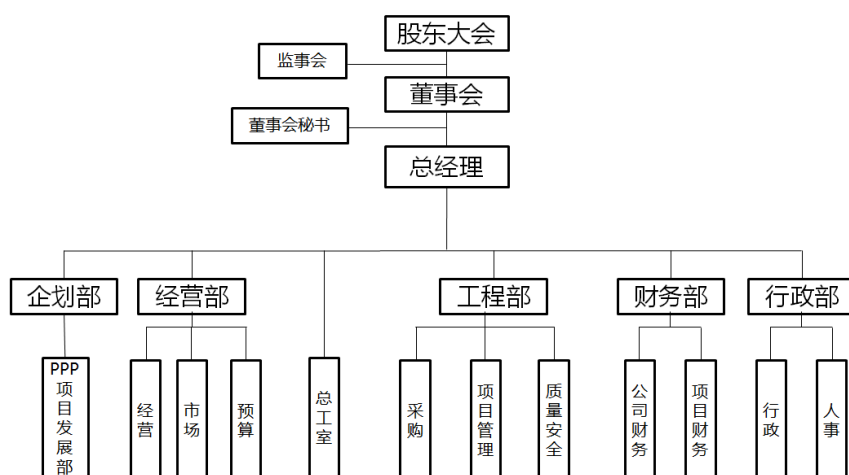 股东大会
监事会
董事会
董事会秘书
总经理
企划部
经营部
工程部
财务部
行政部
PPP项目发展部
经营
市场
预算
总工室
采购
项目管理
质量安全
公司财务
项目财务
行政
人事